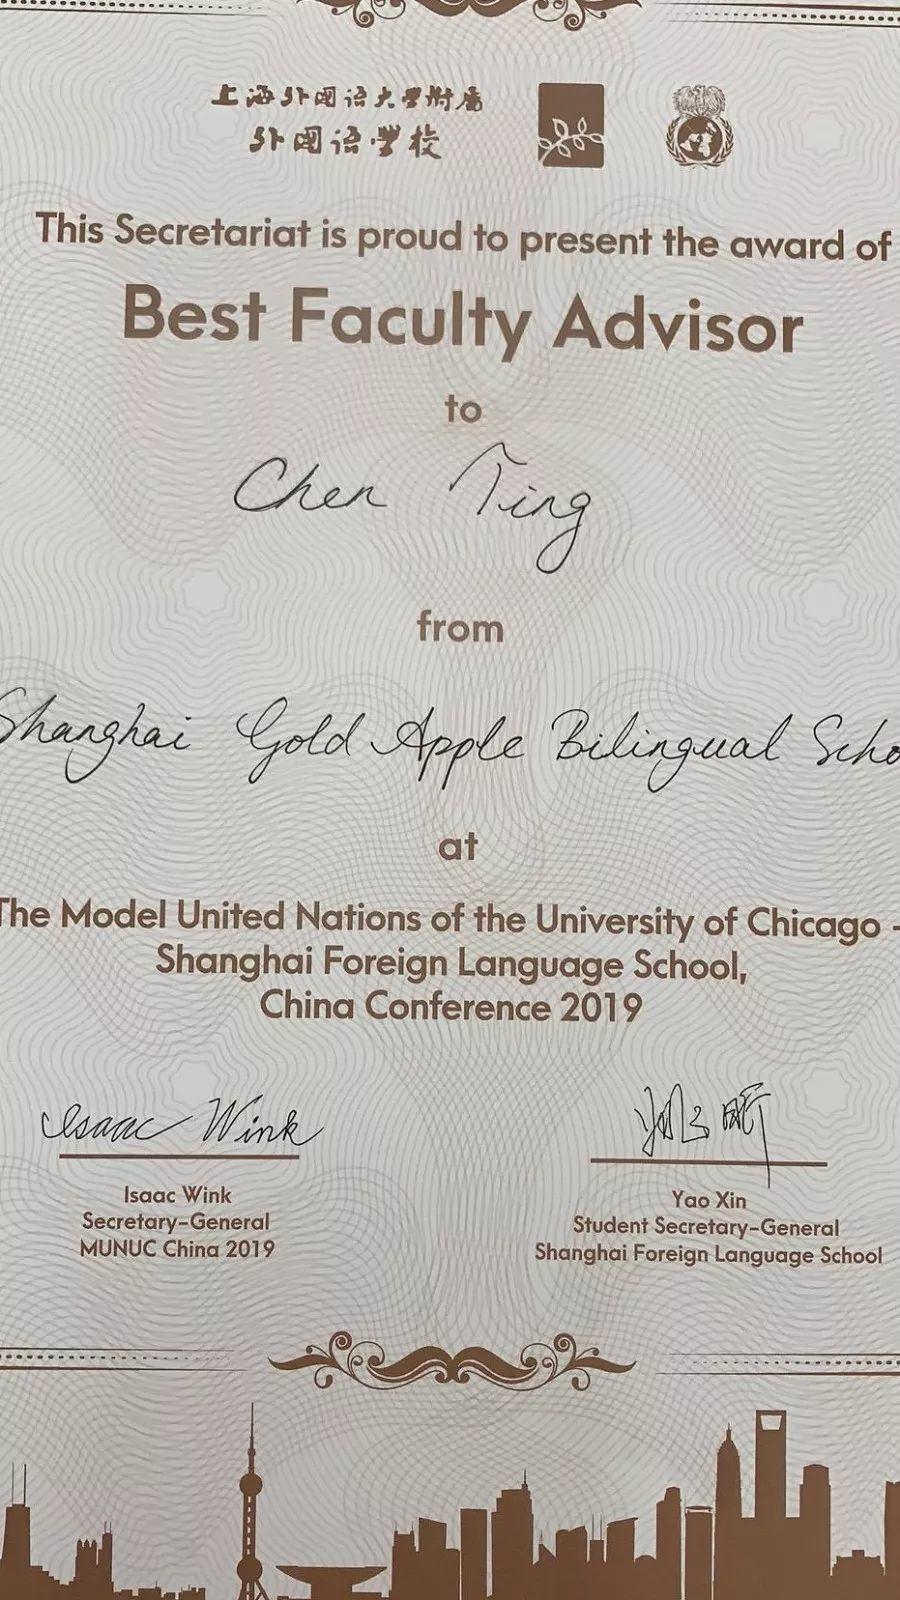 上海外国语大学附属
外国语学校
This Secretariat is proud to present the award of
Best Faculty Advisor
to
Chen Ting
from
Shanghai Gold Apple Bilingual Scho
at
The Model United Nations of the University of Chicago -
Shanghai Foreign Language School,
China Conference 2019
Isaac Wink
姚昕
Isaac Wink
Yao Xin
Secretary-General
Student Secretary-General
MUNUC China 2019
Shanghai Foreign Language School